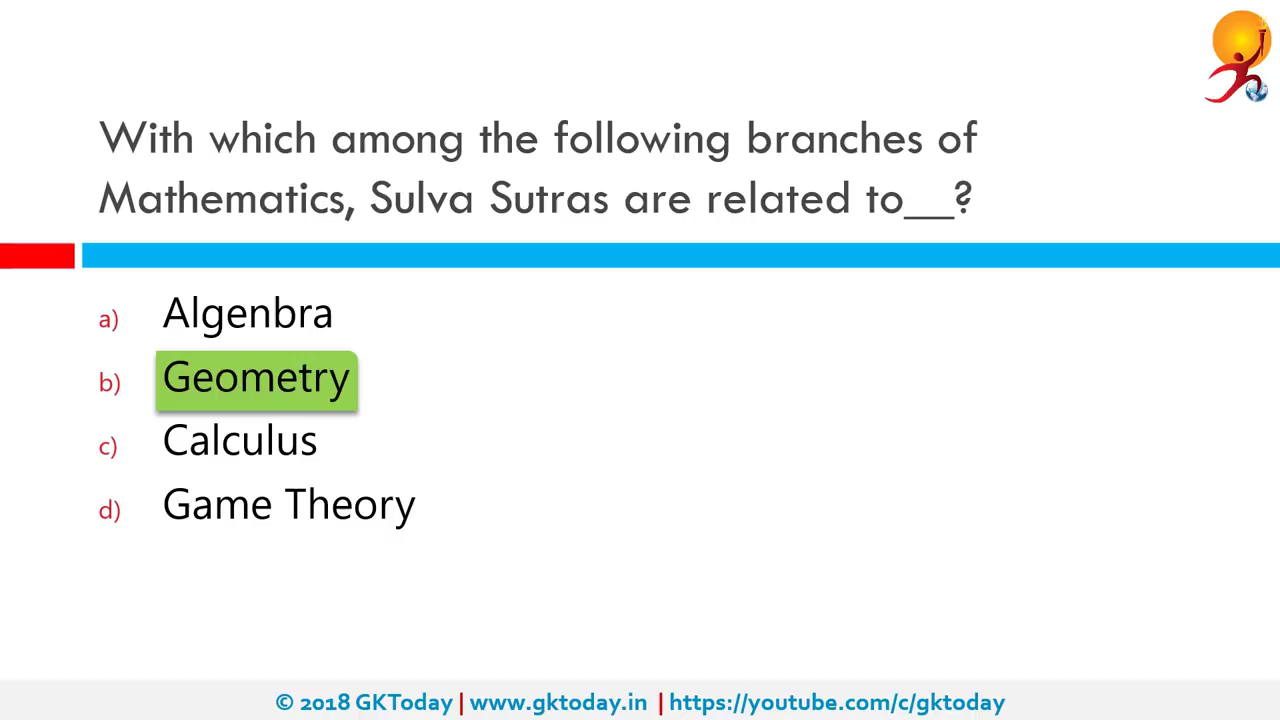 With which among the following branches of
Mathematics, Sulva Sutras are related to__?
a) Algenbra
b) Geometry
c) Calculus
d) Game Theory
© 2018 GKToday | www.gktoday.in | https://youtube.com/c/gktoday